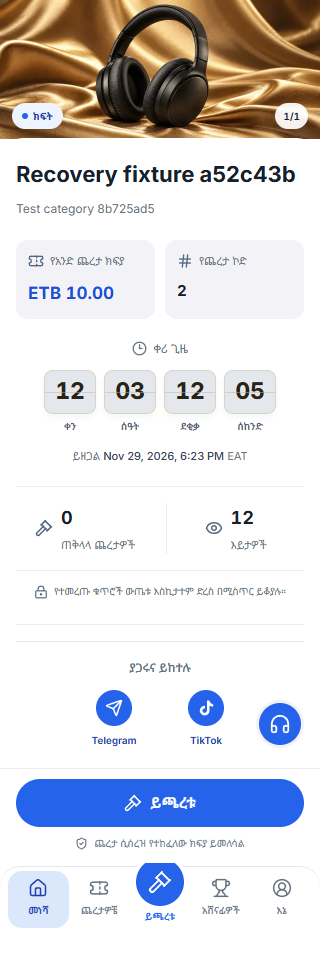 ክፍት
1/1
Recovery fixture a52c43b
Test category 8b725ad5
የአንድ ጨረታ ክፍያ
ETB 10.00
የጨረታ ኮድ
2
ቀሪ ጊዜ
12 03 12 05
ቀን ሰዓት ደቂቃ ሰከንድ
ይዘጋል Nov 29, 2026, 6:23 PM EAT
0
ጠቅላላ ጨረታዎች
12
እይታዎች
የተመረጡ ቁጥሮች ውጤቱ እስኪታተም ድረስ በሚስጥር ይቆያሉ።
ያጋሩና ይከተሉ
Telegram
TikTok
ይጫረቱ
ጨረታ ሲሰረዝ የተከፈለው ክፍያ ይመለሳል
መነሻ
ጨረታዎቼ
ይጫረቱ
አሸናፊዎች
እኔ